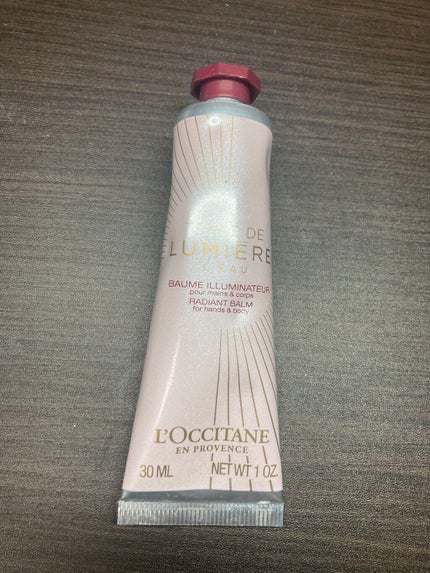 DE
LUMIÈRE
EAU
BAUME ILLUMINATEUR
pour mains & corps
RADIANT BALM
for hands & body
L'OCCITANE
EN PROVENCE
30 ML NET WT 1 OZ.